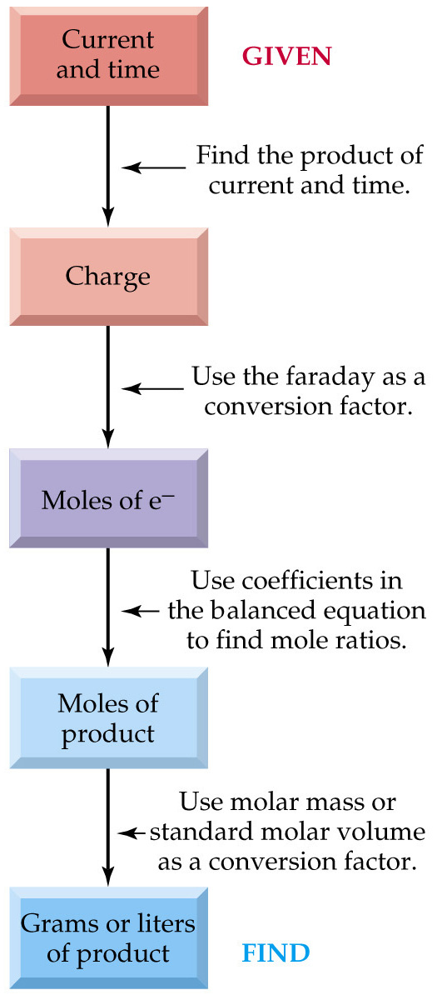 Current
and time
GIVEN
Find the product of
current and time.
Charge
Use the faraday as a
conversion factor.
Moles of e⁻
Use coefficients in
the balanced equation
to find mole ratios.
Moles of
product
Use molar mass or
standard molar volume
as a conversion factor.
Grams or liters
of product
FIND